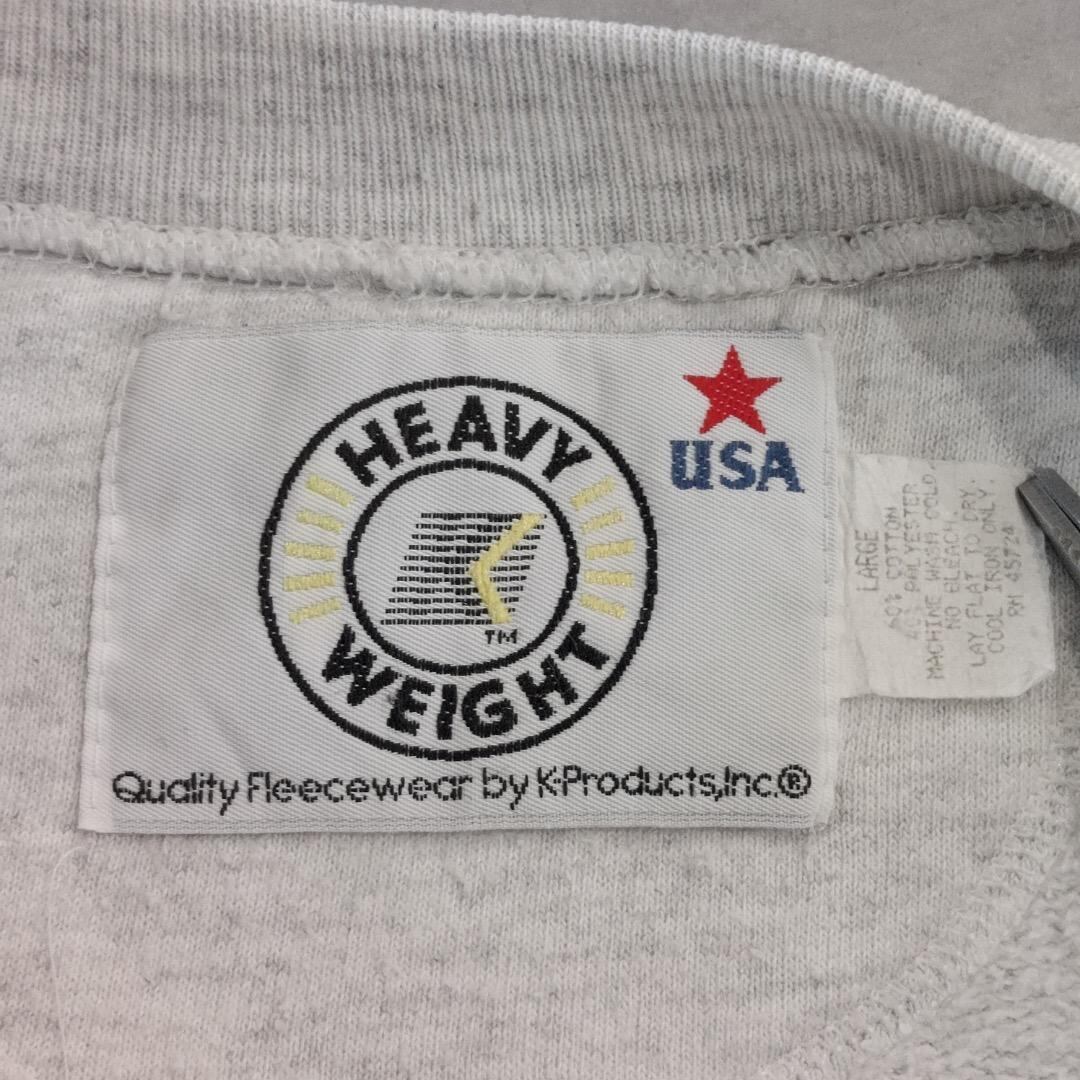 HEAVY
WEIGHT
K
TM
USA
Quality Fleecewear by K-Products,Inc.®
LARGE
60% COTTON
POLYESTER
MACHINE WASH COLD.
NO BLEACH.
LAY FLAT TO DRY.
COOL IRON ONLY.
RN 45724